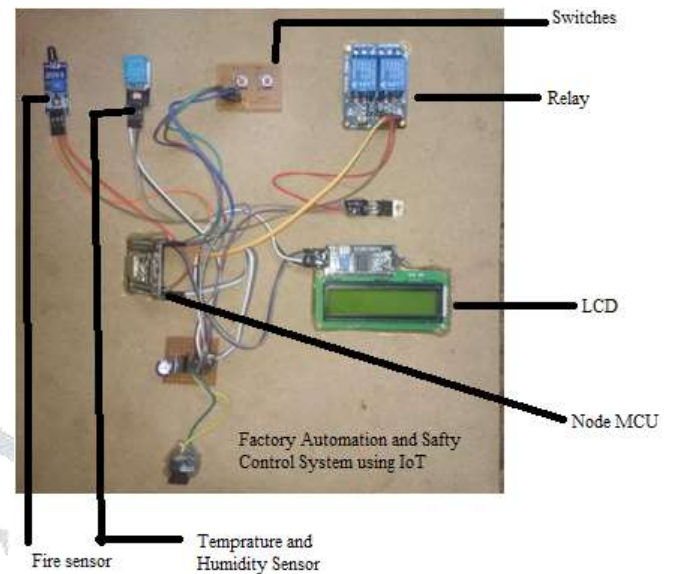 Switches
Relay
LCD
Node MCU
Factory Automation and Safty
Control System using IoT
Fire sensor
Temprature and
Humidity Sensor